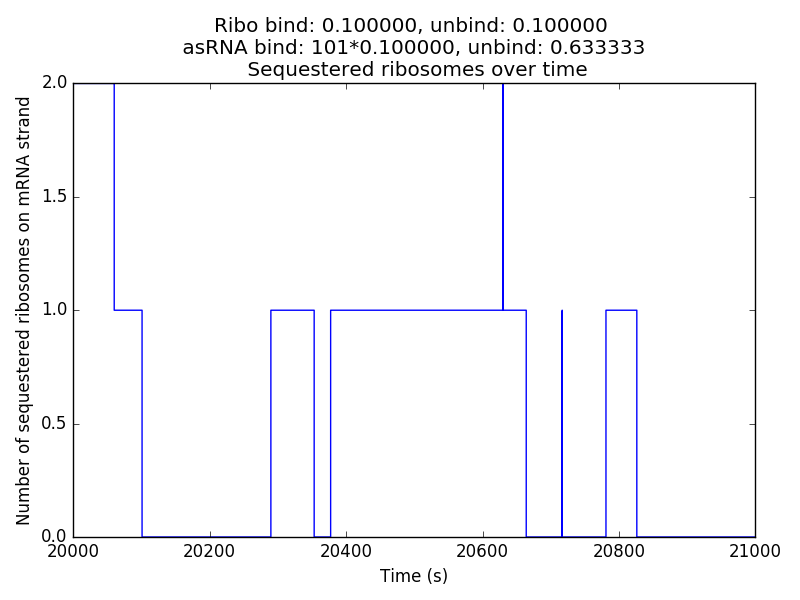 Ribo bind: 0.100000, unbind: 0.100000
asRNA bind: 101*0.100000, unbind: 0.633333
Sequestered ribosomes over time
Number of sequestered ribosomes on mRNA strand
2.0
1.5
1.0
0.5
0.0
20000 20200 20400 20600 20800 21000
Time (s)